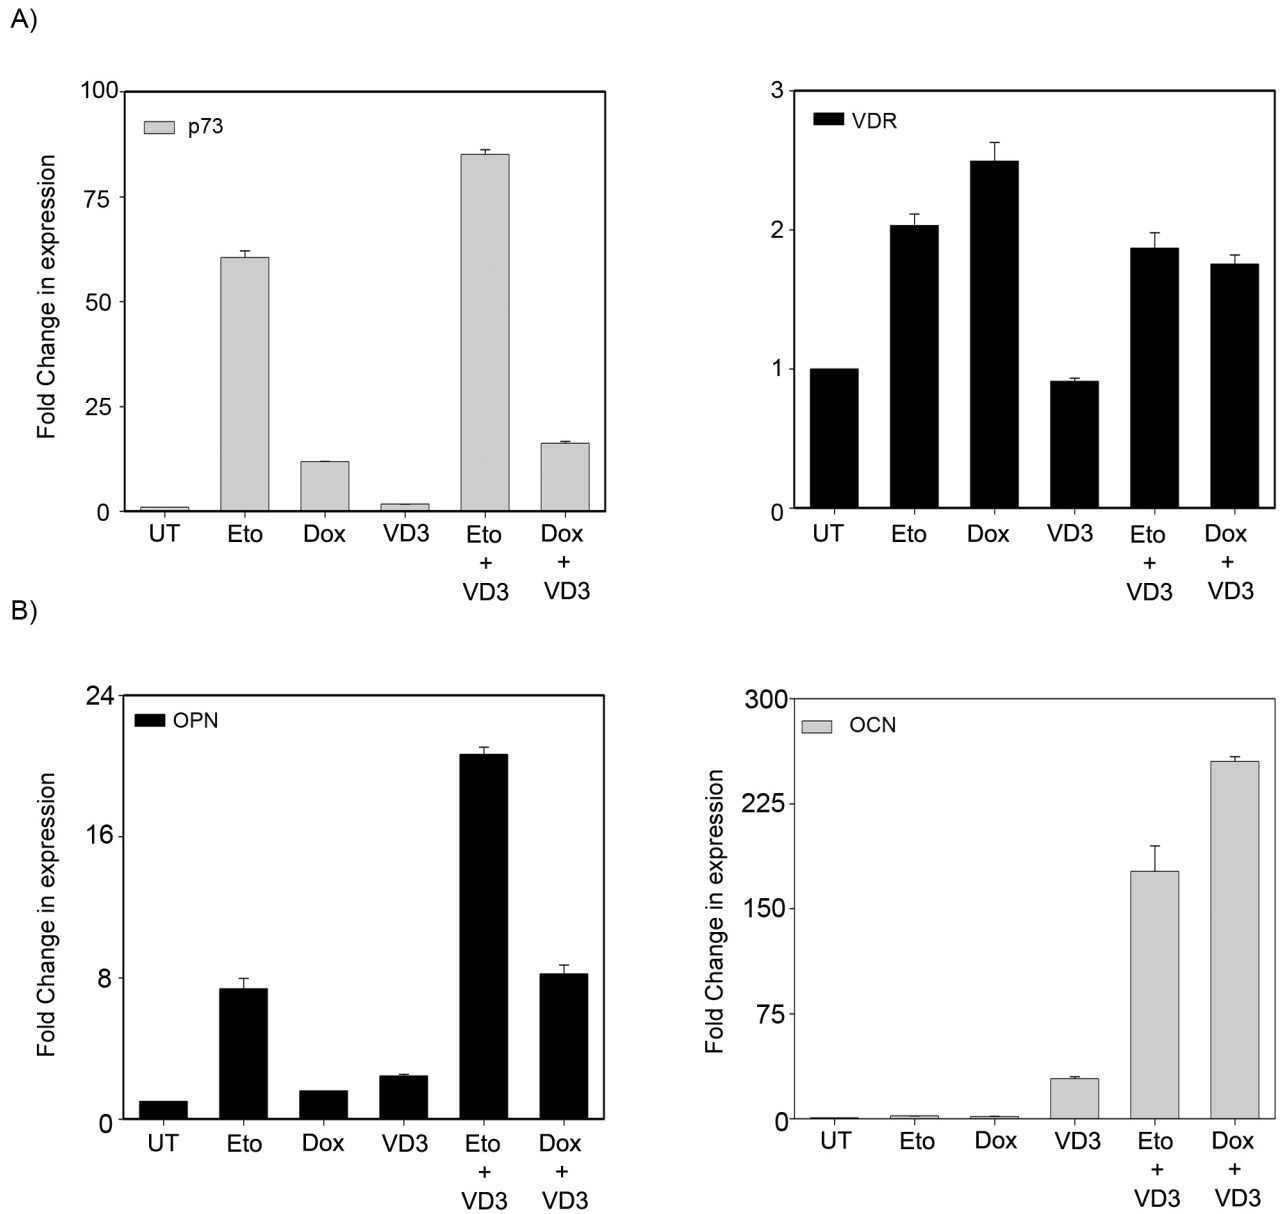 A)
100
75
50
25
0
Fold Change in expression
p73
UT Eto Dox VD3 Eto Dox
+ +
VD3 VD3
3
2
1
0
VDR
UT Eto Dox VD3 Eto Dox
+ +
VD3 VD3
B)
24
16
8
0
Fold Change in expression
OPN
UT Eto Dox VD3 Eto Dox
+ +
VD3 VD3
300
225
150
75
0
Fold Change in expression
OCN
UT Eto Dox VD3 Eto Dox
+ +
VD3 VD3